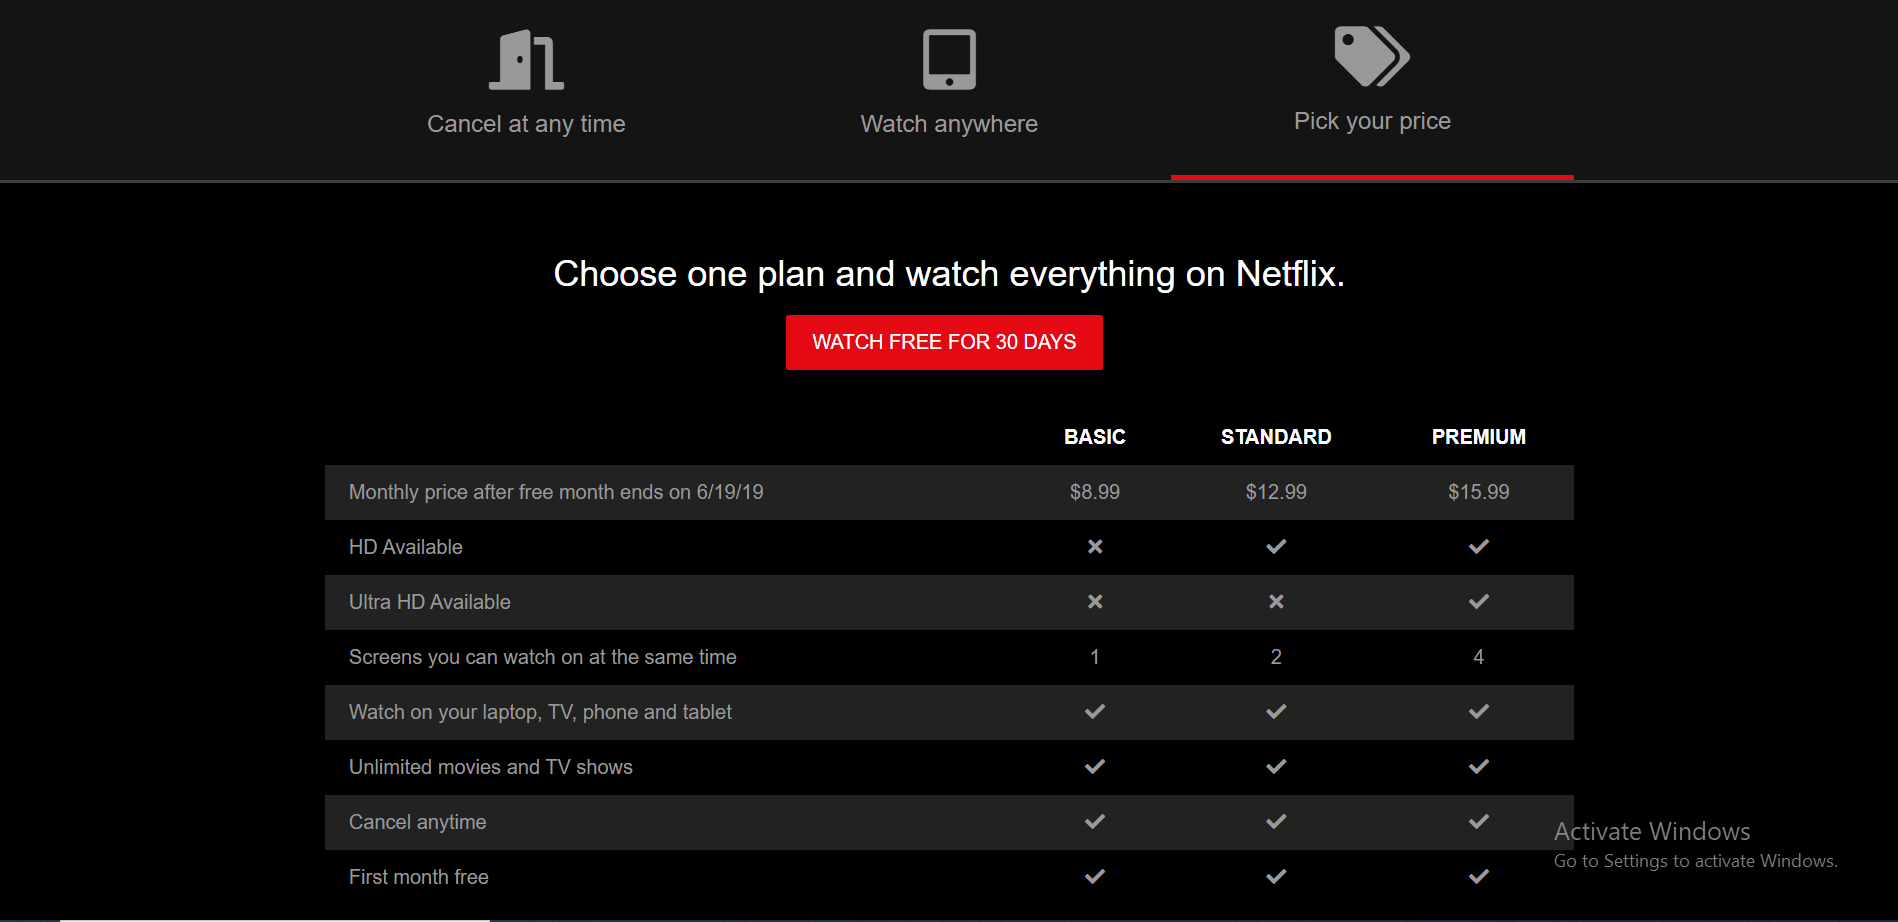 Cancel at any time
Watch anywhere
Pick your price
Choose one plan and watch everything on Netflix.
WATCH FREE FOR 30 DAYS
BASIC STANDARD PREMIUM
Monthly price after free month ends on 6/19/19 $8.99 $12.99 $15.99
HD Available
Ultra HD Available
Screens you can watch on at the same time 1 2 4
Watch on your laptop, TV, phone and tablet
Unlimited movies and TV shows
Cancel anytime
First month free
Activate Windows
Go to Settings to activate Windows.